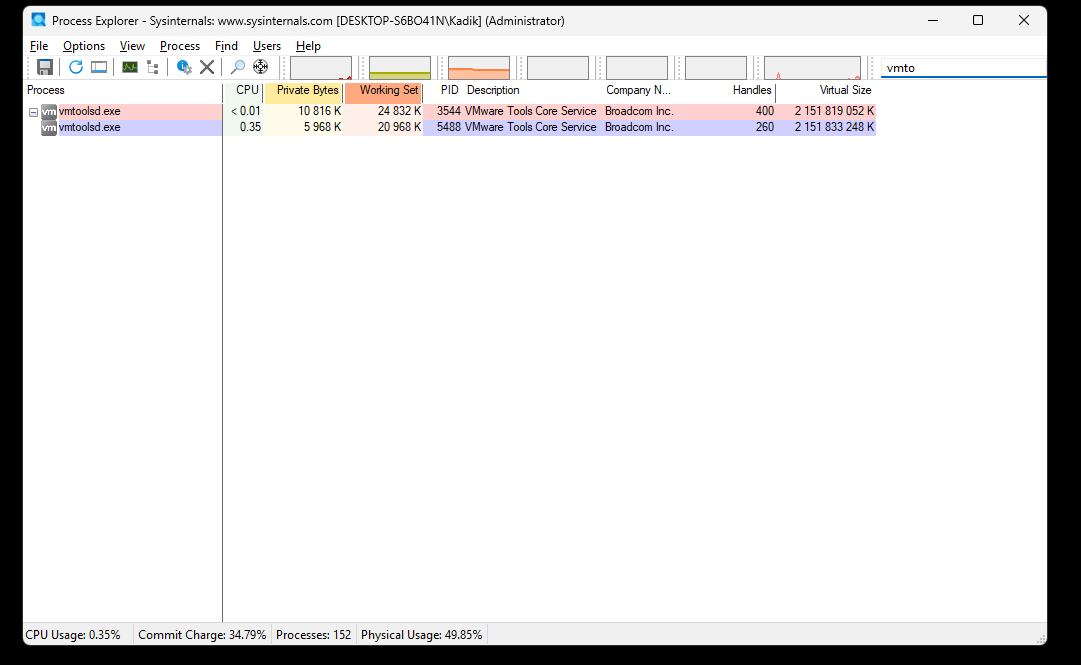 Process Explorer - Sysinternals: www.sysinternals.com [DESKTOP-S6BO41N\Kadik] (Administrator)
File Options View Process Find Users Help
vmto
Process CPU Private Bytes Working Set PID Description Company N... Handles Virtual Size
vm vmtoolsd.exe < 0.01 10 816 K 24 832 K 3544 VMware Tools Core Service Broadcom Inc. 400 2 151 819 052 K
vm vmtoolsd.exe 0.35 5 968 K 20 968 K 5488 VMware Tools Core Service Broadcom Inc. 260 2 151 833 248 K
CPU Usage: 0.35% Commit Charge: 34.79% Processes: 152 Physical Usage: 49.85%